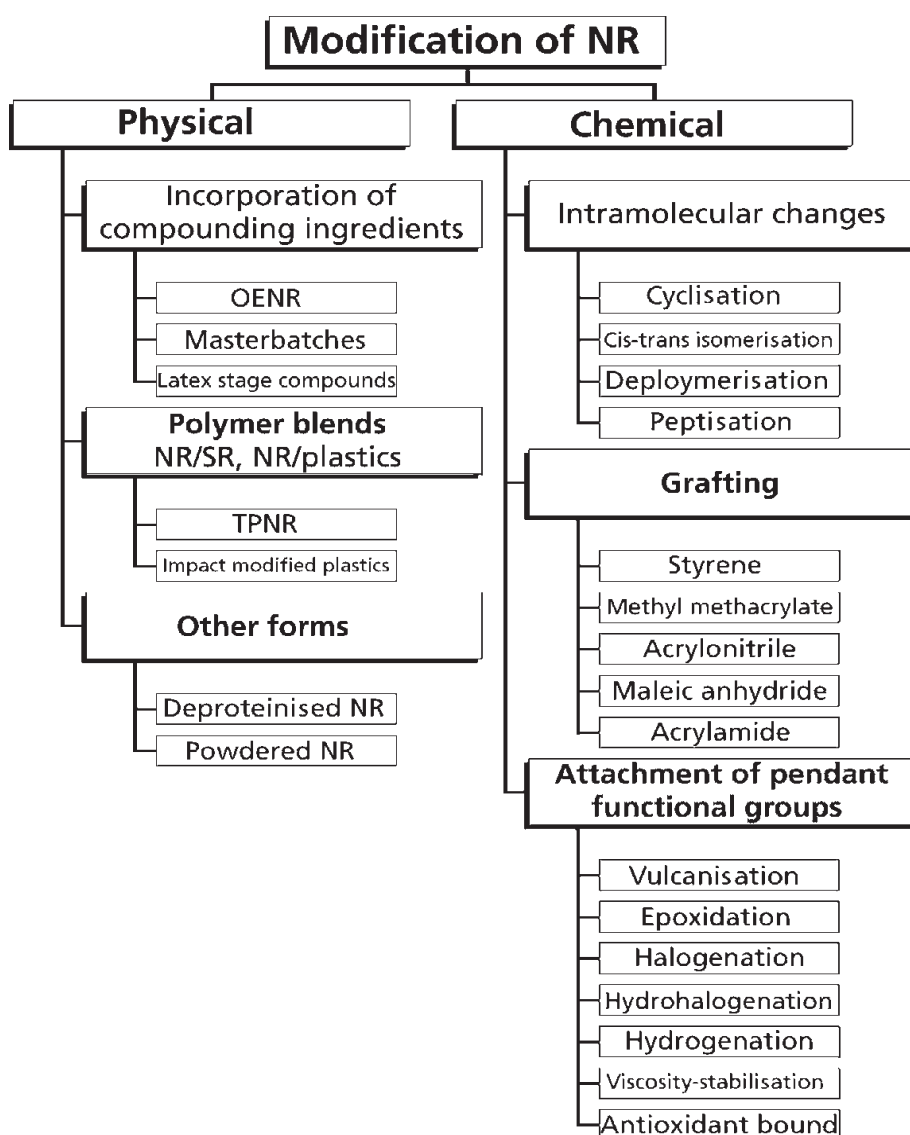 Modification of NR
Physical
Incorporation of
compounding ingredients
OENR
Masterbatches
Latex stage compounds
Polymer blends
NR/SR, NR/plastics
TPNR
Impact modified plastics
Other forms
Deproteinised NR
Powdered NR
Chemical
Intramolecular changes
Cyclisation
Cis-trans isomerisation
Deploymerisation
Peptisation
Grafting
Styrene
Methyl methacrylate
Acrylonitrile
Maleic anhydride
Acrylamide
Attachment of pendant
functional groups
Vulcanisation
Epoxidation
Halogenation
Hydrohalogenation
Hydrogenation
Viscosity-stabilisation
Antioxidant bound